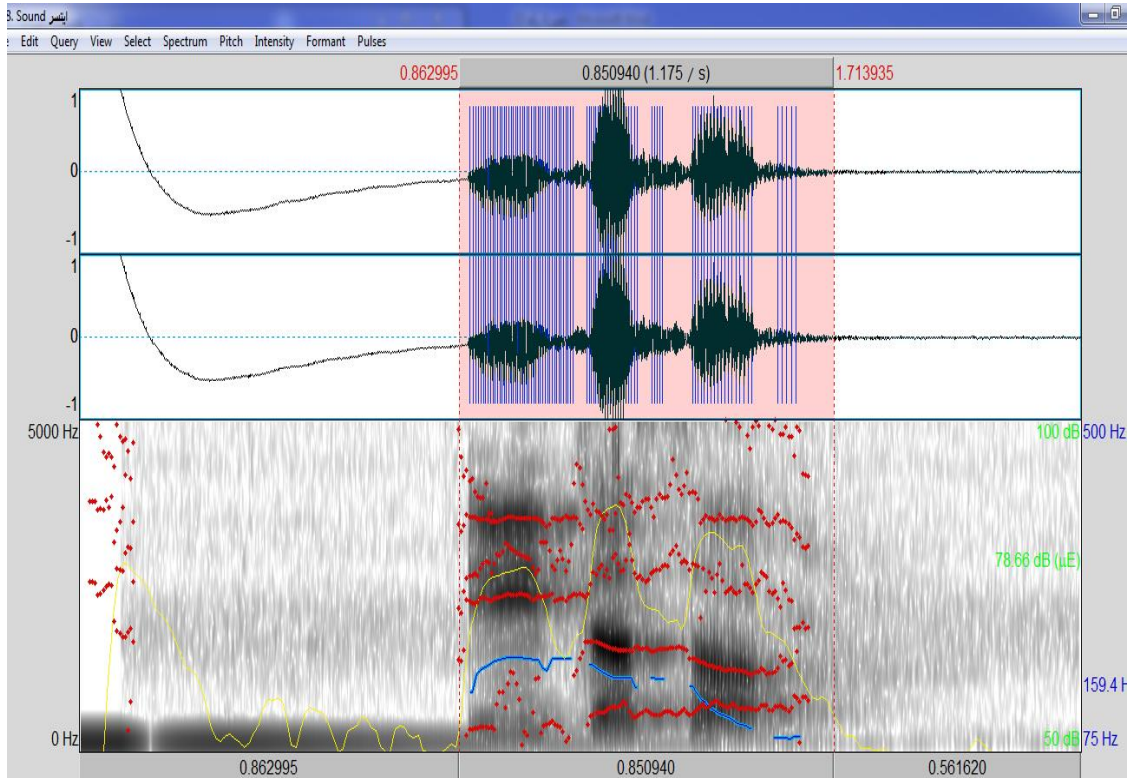 3. Sound ابتسر
Edit Query View Select Spectrum Pitch Intensity Formant Pulses
0.862995 0.850940 (1.175 / s) 1.713935
1
0
-1
1
0
-1
5000 Hz 100 dB 500 Hz
78.66 dB (µE)
159.4 H
0 Hz 50 dB 75 Hz
0.862995 0.850940 0.561620